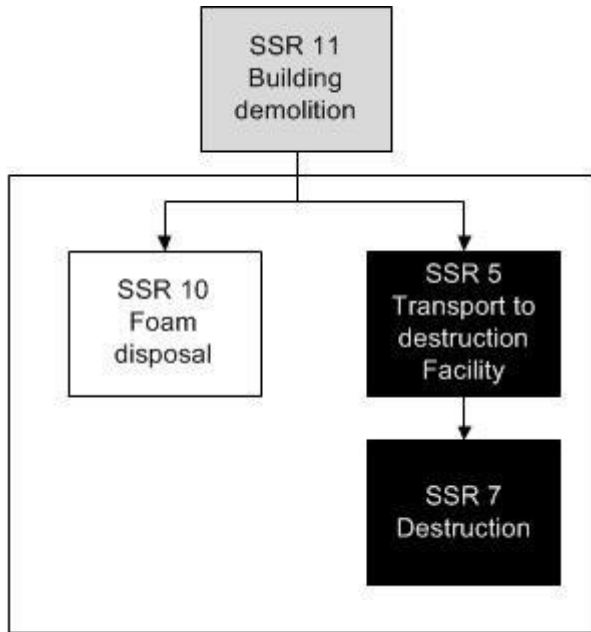 SSR 11
Building
demolition
SSR 10
Foam
disposal
SSR 5
Transport to
destruction
Facility
SSR 7
Destruction